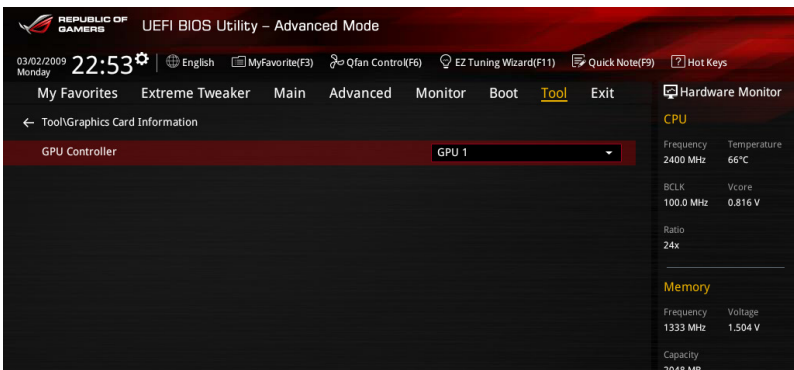 REPUBLIC OF
GAMERS
UEFI BIOS Utility – Advanced Mode
03/02/2009
Monday
22:53
English
MyFavorite(F3)
Qfan Control(F6)
EZ Tuning Wizard(F11)
Quick Note(F9)
? Hot Keys
My Favorites Extreme Tweaker Main Advanced Monitor Boot Tool Exit
Hardware Monitor
← Tool\Graphics Card Information
GPU Controller GPU 1
CPU
Frequency Temperature
2400 MHz 66°C
BCLK Vcore
100.0 MHz 0.816 V
Ratio
24x
Memory
Frequency Voltage
1333 MHz 1.504 V
Capacity
2048 MB